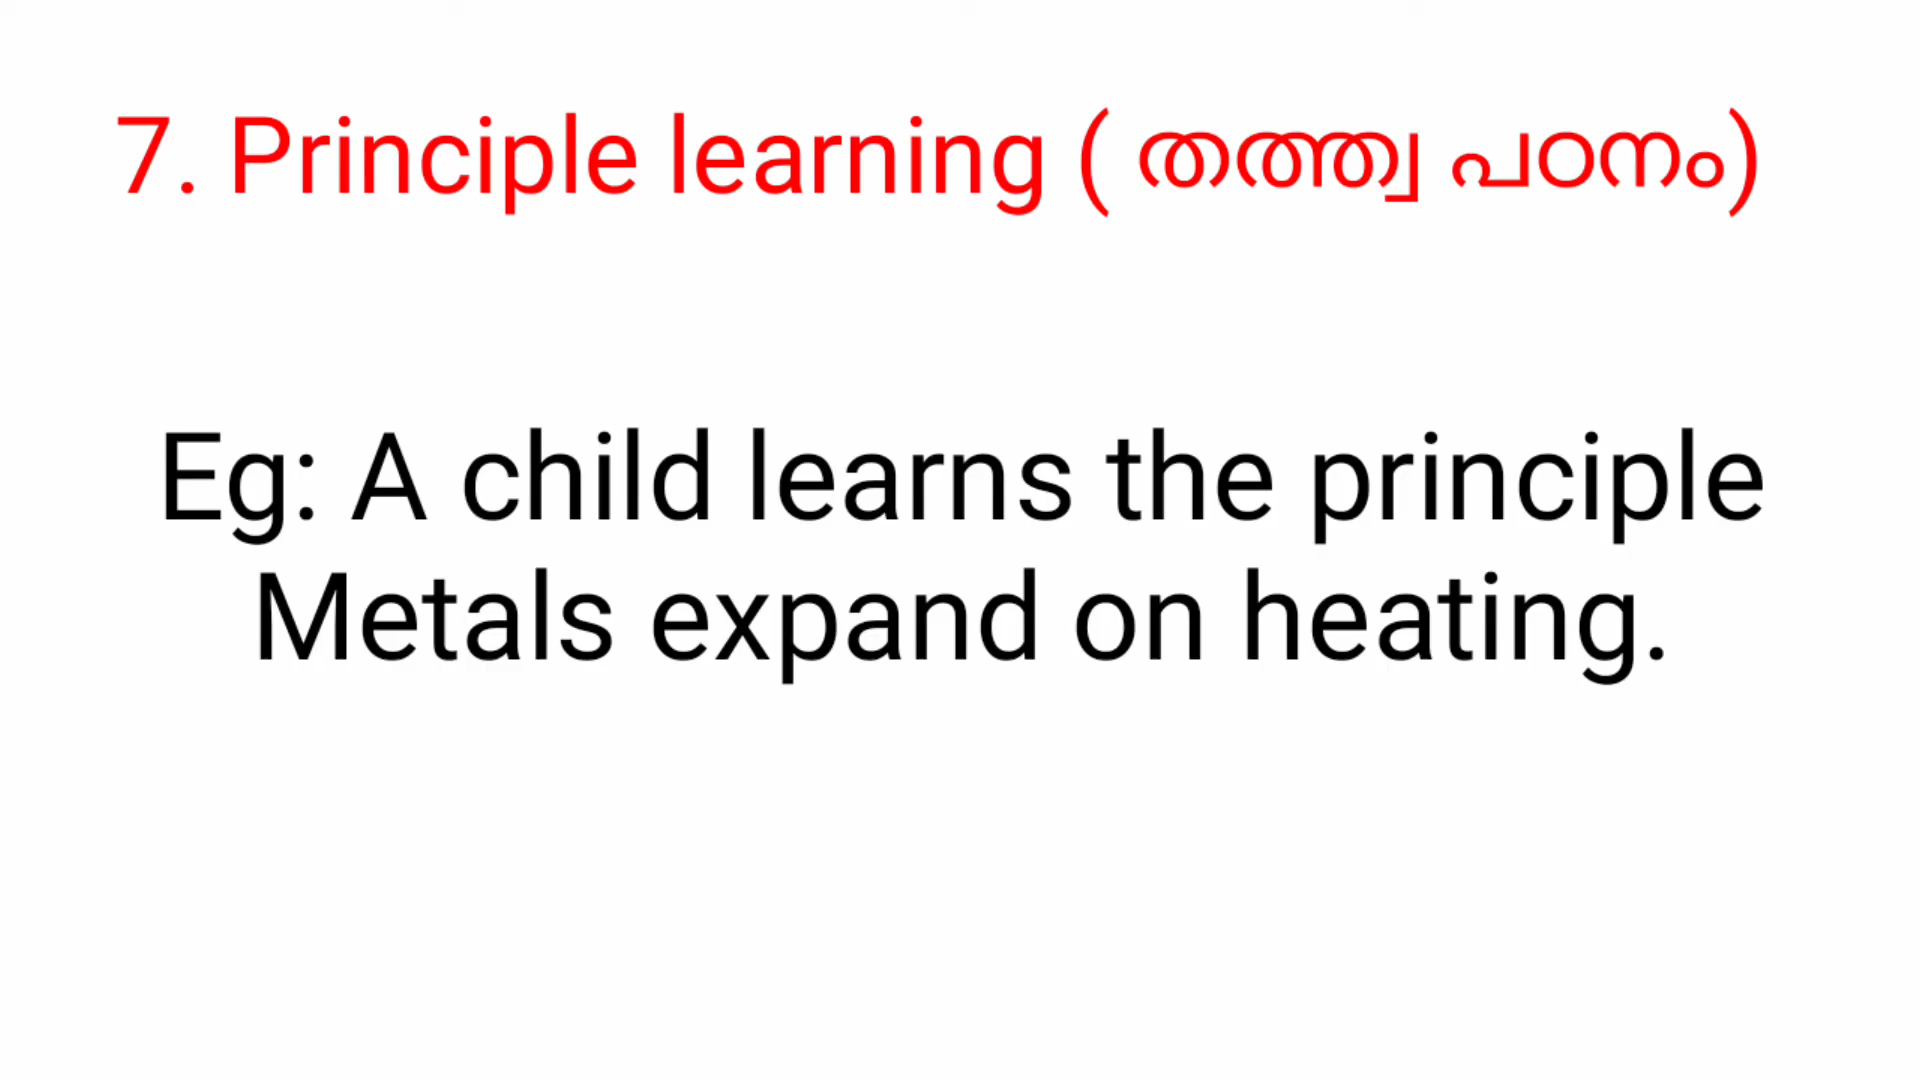 7. Principle learning ( തത്ത്വ പഠനം)
Eg: A child learns the principle
Metals expand on heating.